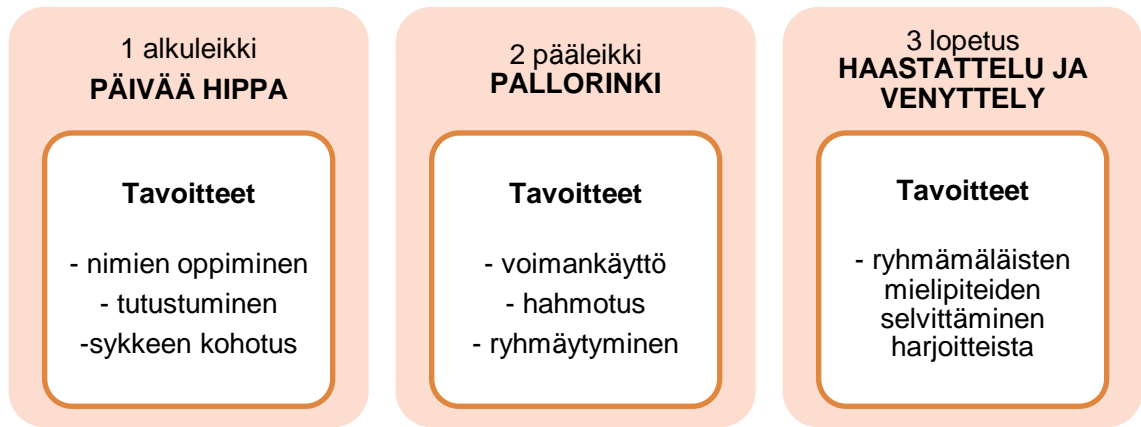 1 alkuleikki
PÄIVÄÄ HIPPA
Tavoitteet
- nimien oppiminen
- tutustuminen
-sykkeen kohotus
2 pääleikki
PALLORINKI
Tavoitteet
- voimankäyttö
- hahmotus
- ryhmäytyminen
3 lopetus
HAASTATTELU JA
VENYTTELY
Tavoitteet
- ryhmämäläisten
mielipiteiden
selvittäminen
harjoitteista